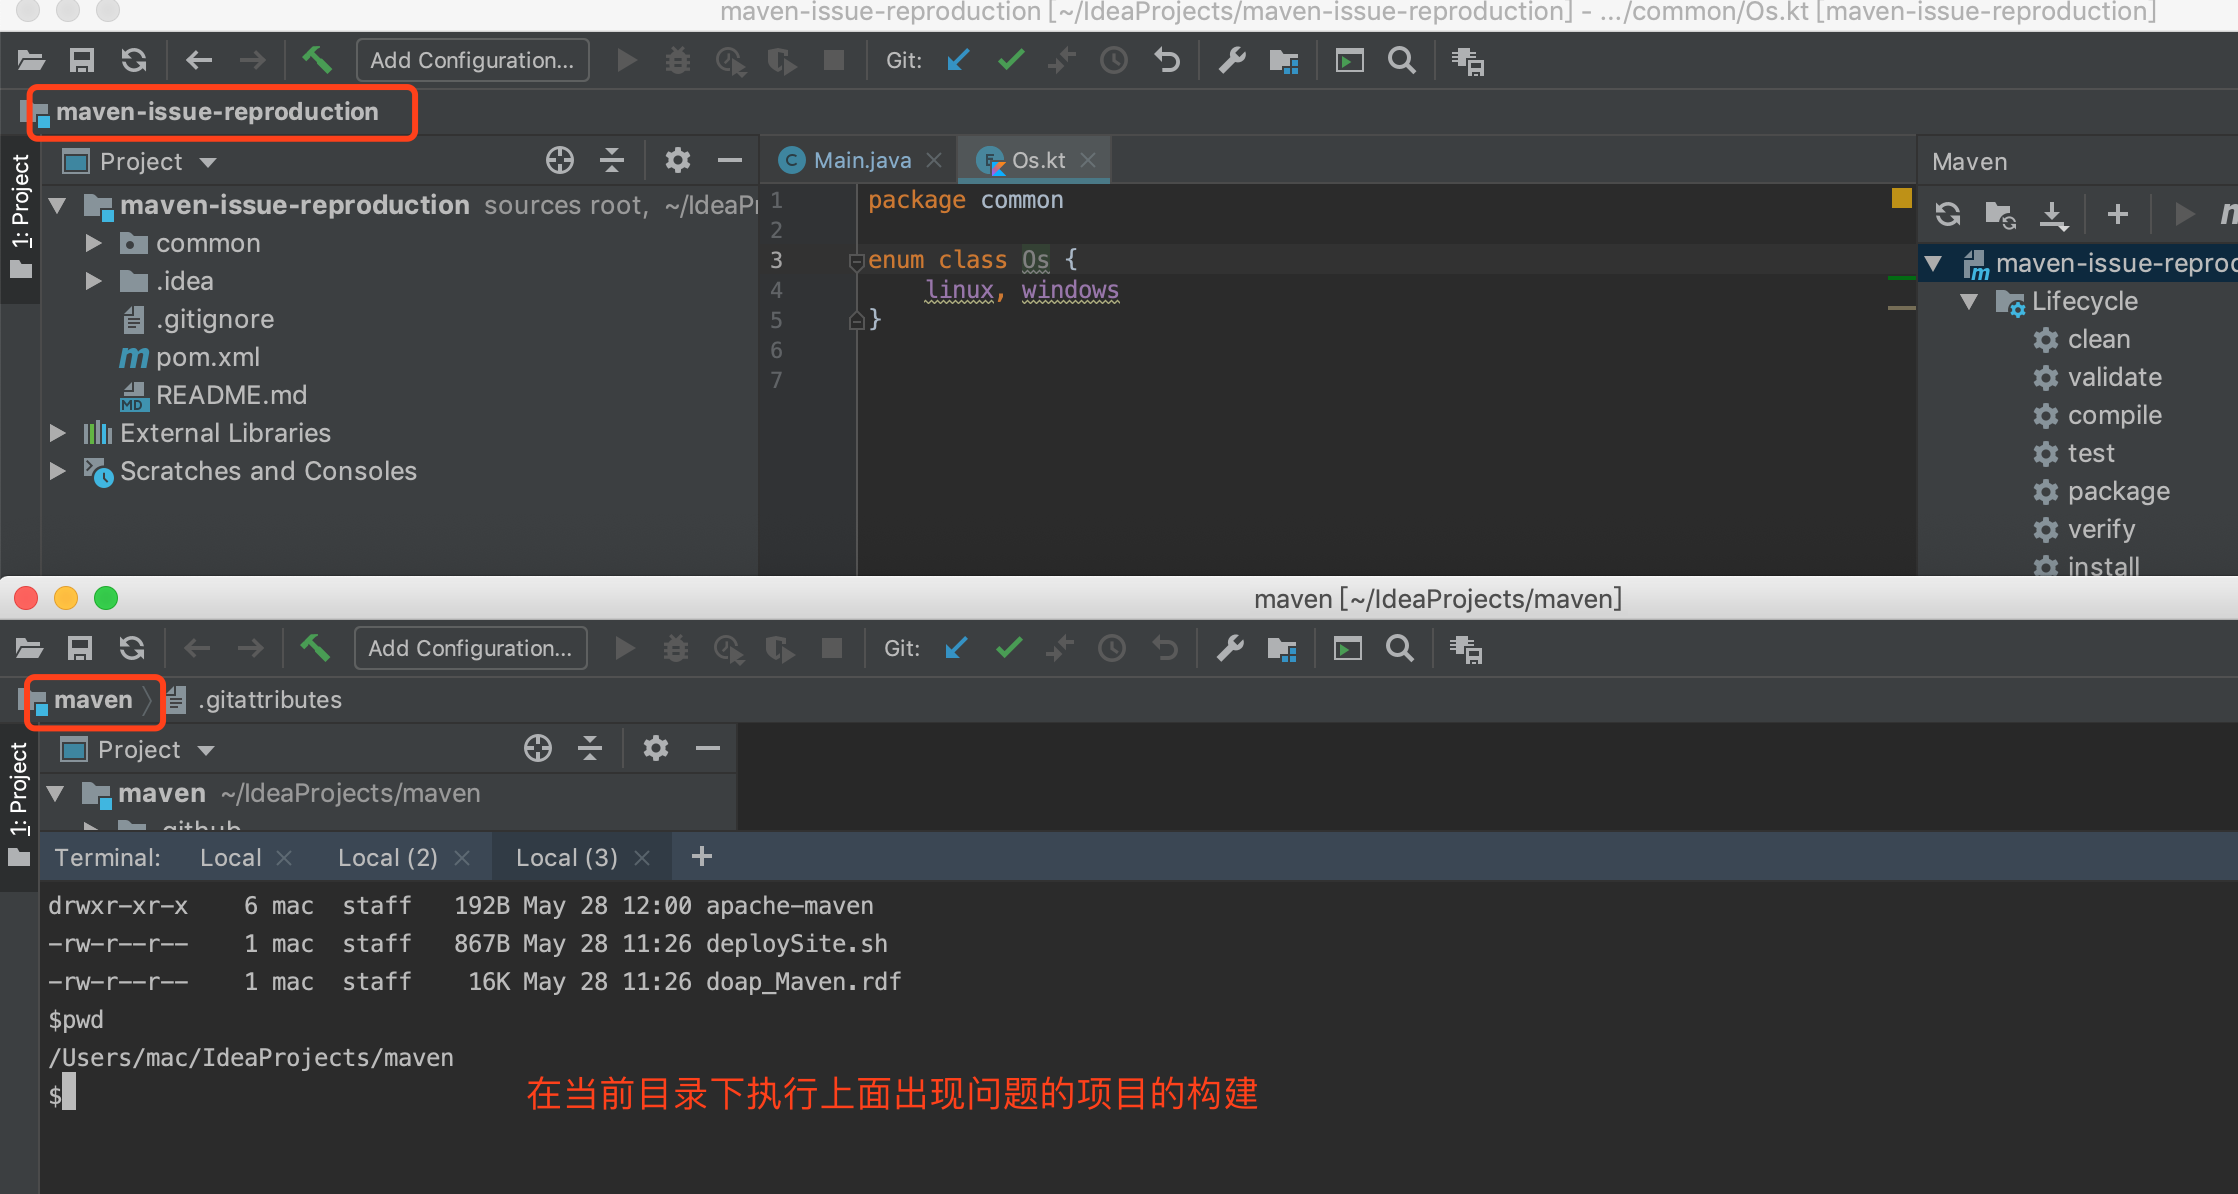 maven-issue-reproduction [~/IdeaProjects/maven-issue-reproduction] - .../common/Os.kt [maven-issue-reproduction]
Add Configuration... Git:
maven-issue-reproduction
Project
1: Project
maven-issue-reproduction sources root, ~/IdeaPr
common
.idea
.gitignore
m pom.xml
MD README.md
External Libraries
Scratches and Consoles
Main.java Os.kt
1 package common
2
3 enum class Os {
4 linux, windows
5 }
6
7
Maven
maven-issue-reproc
Lifecycle
clean
validate
compile
test
package
verify
install
maven [~/IdeaProjects/maven]
Add Configuration... Git:
maven .gitattributes
Project
1: Project
maven ~/IdeaProjects/maven
.github
Terminal: Local Local (2) Local (3) +
drwxr-xr-x 6 mac staff 192B May 28 12:00 apache-maven
-rw-r--r-- 1 mac staff 867B May 28 11:26 deploySite.sh
-rw-r--r-- 1 mac staff 16K May 28 11:26 doap_Maven.rdf
$pwd
/Users/mac/IdeaProjects/maven
$
在当前目录下执行上面出现问题的项目的构建